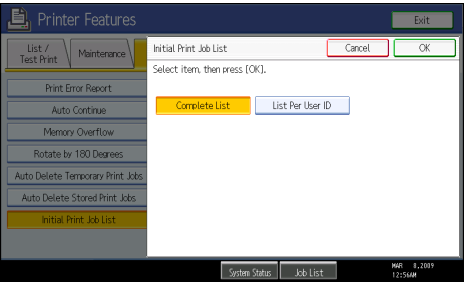 Printer Features
Exit
List /
Test Print
Maintenance
Initial Print Job List
Cancel
OK
Select item, then press [OK].
Print Error Report
Complete List
List Per User ID
Auto Continue
Memory Overflow
Rotate by 180 Degrees
Auto Delete Temporary Print Jobs
Auto Delete Stored Print Jobs
Initial Print Job List
System Status
Job List
MAR 8,2009
12:56AM